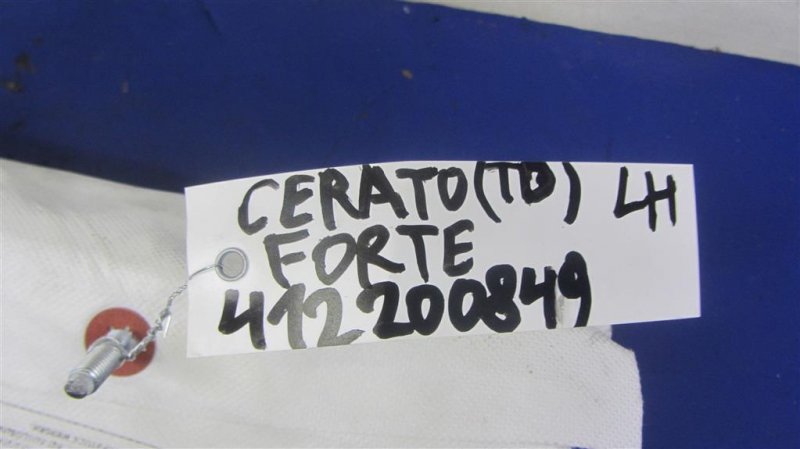 CERATO (TD) LH
FORTE
412200849